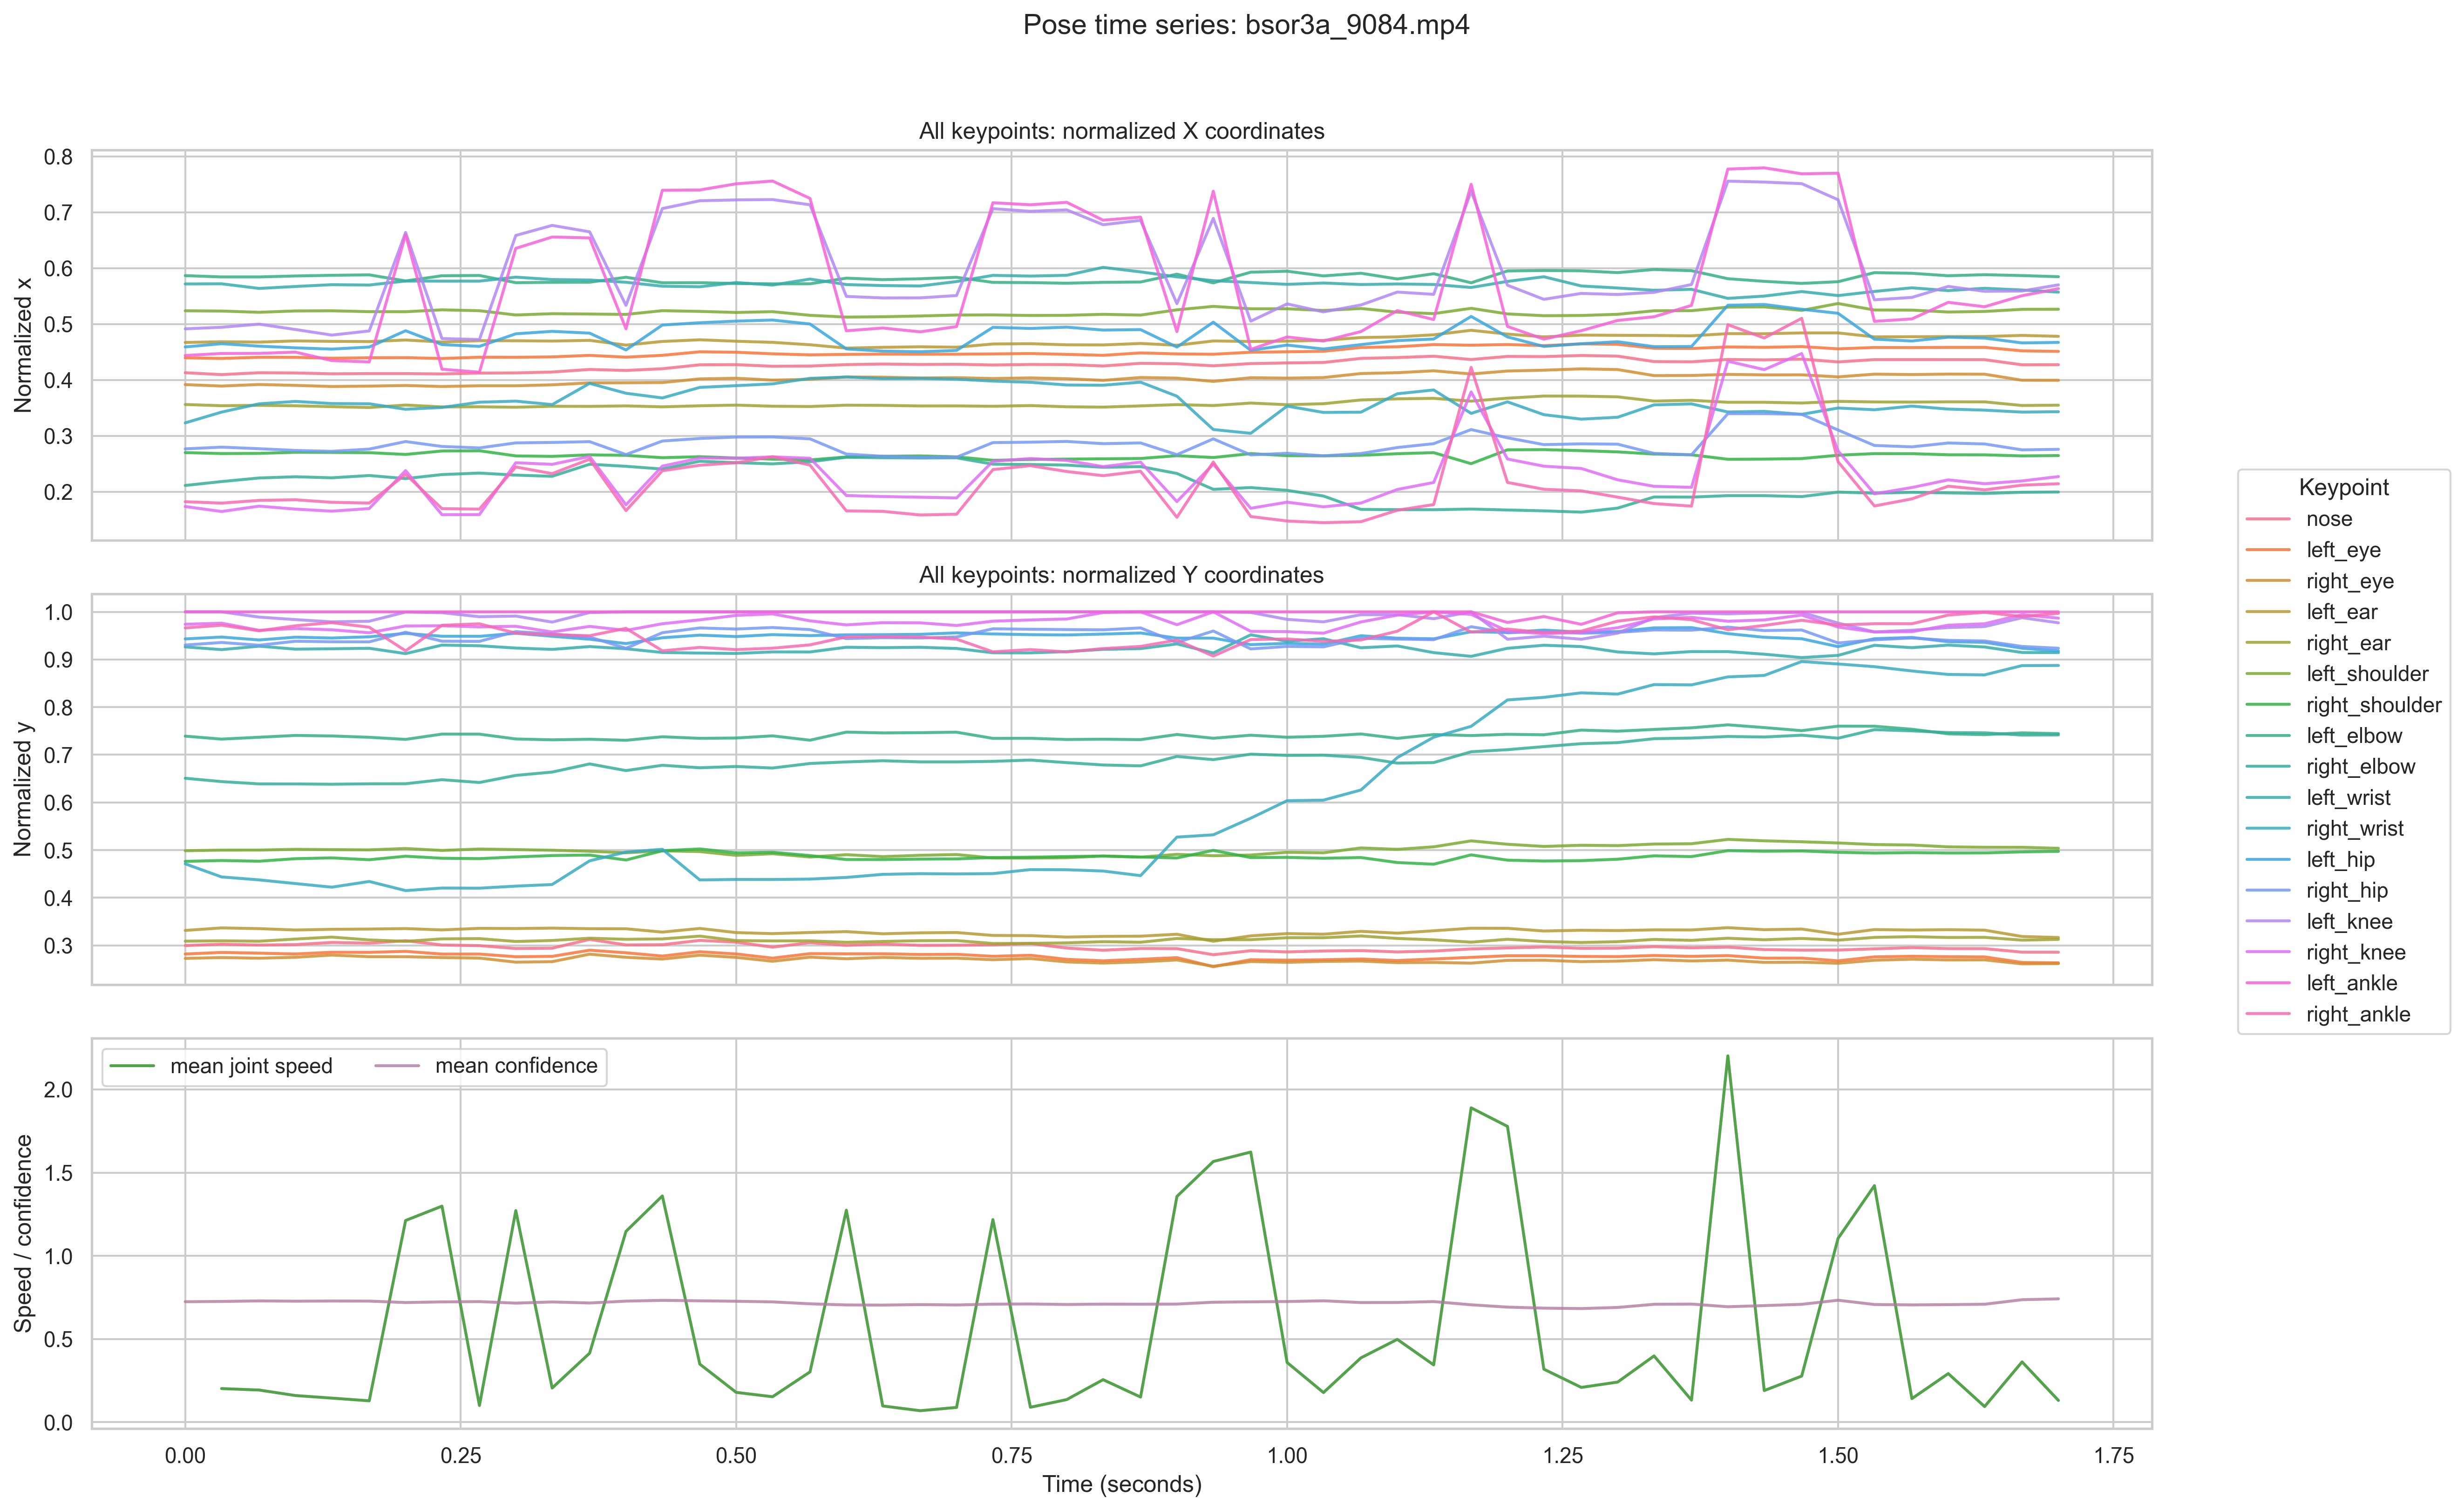 Pose time series: bsor3a_9084.mp4
All keypoints: normalized X coordinates
Normalized x
0.8
0.7
0.6
0.5
0.4
0.3
0.2
All keypoints: normalized Y coordinates
Normalized y
1.0
0.9
0.8
0.7
0.6
0.5
0.4
0.3
Keypoint
nose
left_eye
right_eye
left_ear
right_ear
left_shoulder
right_shoulder
left_elbow
right_elbow
left_wrist
right_wrist
left_hip
right_hip
left_knee
right_knee
left_ankle
right_ankle
mean joint speed mean confidence
Speed / confidence
2.0
1.5
1.0
0.5
0.0
0.00 0.25 0.50 0.75 1.00 1.25 1.50 1.75
Time (seconds)